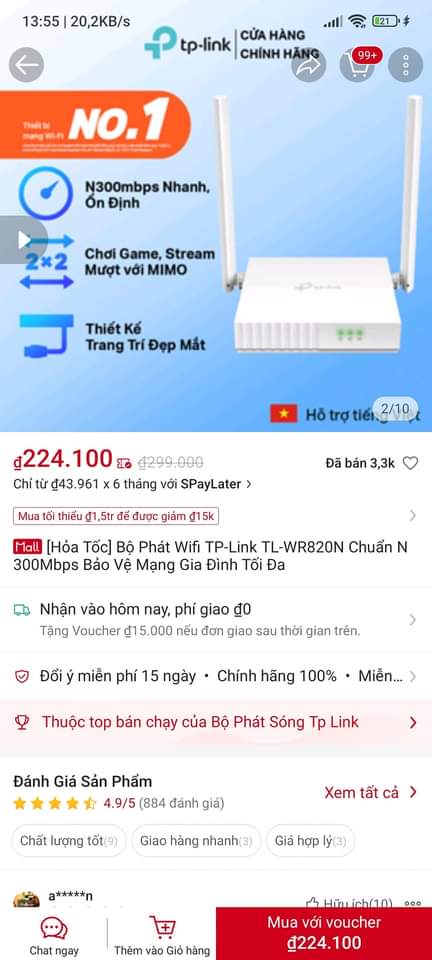 13:55 | 20,2KB/s
21
tp-link
CỬA HÀNG
CHÍNH HÃNG
99+
Thiết bị
mạng Wi-Fi
NO.1
N300mbps Nhanh,
Ổn Định
2×2
Chơi Game, Stream
Mượt với MIMO
Thiết Kế
Trang Trí Đẹp Mắt
tp-link
Hỗ trợ tiếng Việt
2/10
₫224.100 ₫299.000
Đã bán 3,3k
Chỉ từ ₫43.961 x 6 tháng với SPayLater >
Mua tối thiểu ₫1,5tr để được giảm ₫15k
Mall [Hỏa Tốc] Bộ Phát Wifi TP-Link TL-WR820N Chuẩn N
300Mbps Bảo Vệ Mạng Gia Đình Tối Đa
Nhận vào hôm nay, phí giao ₫0
Tặng Voucher ₫15.000 nếu đơn giao sau thời gian trên.
Đổi ý miễn phí 15 ngày • Chính hãng 100% • Miễn...
Thuộc top bán chạy của Bộ Phát Sóng Tp Link
Đánh Giá Sản Phẩm
4.9/5 (884 đánh giá)
Xem tất cả
Chất lượng tốt(9)
Giao hàng nhanh(3)
Giá hợp lý(3)
a*****n
Hữu ích(10)
Chat ngay
Thêm vào Giỏ hàng
Mua với voucher
₫224.100